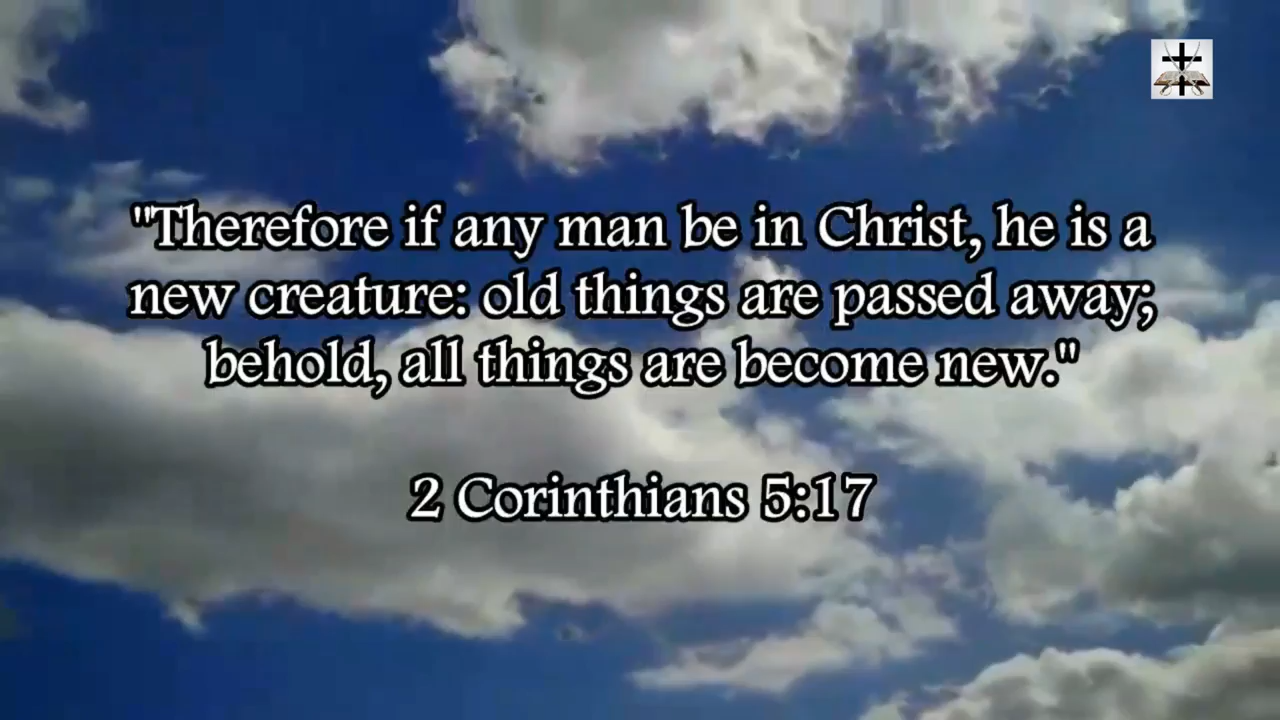 "Therefore if any man be in Christ, he is a
new creature: old things are passed away;
behold, all things are become new."
2 Corinthians 5:17